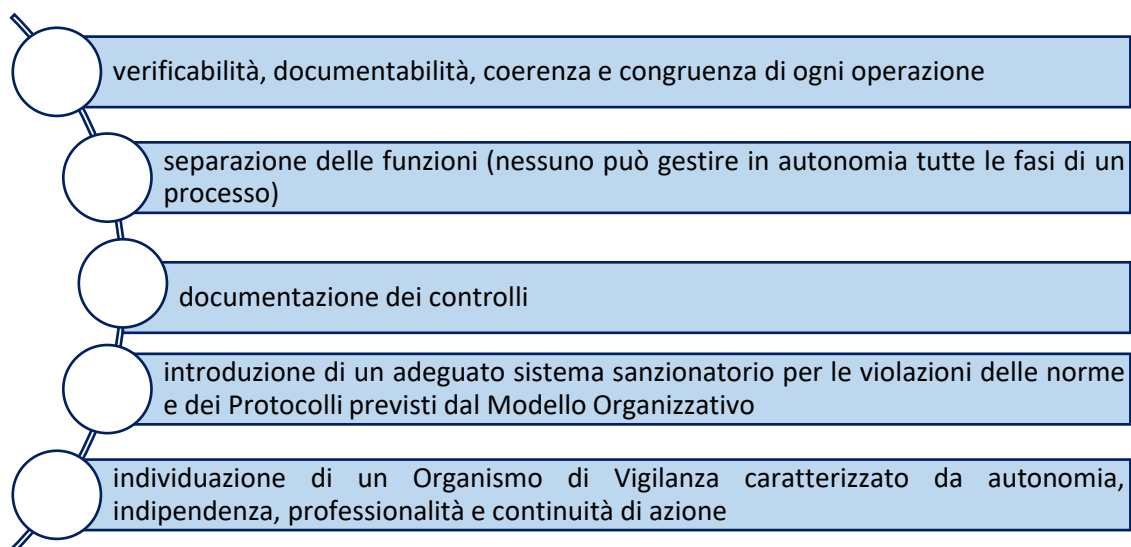 verificabilità, documentabilità, coerenza e congruenza di ogni operazione
separazione delle funzioni (nessuno può gestire in autonomia tutte le fasi di un
processo)
documentazione dei controlli
introduzione di un adeguato sistema sanzionatorio per le violazioni delle norme
e dei Protocolli previsti dal Modello Organizzativo
individuazione di un Organismo di Vigilanza caratterizzato da autonomia,
indipendenza, professionalità e continuità di azione